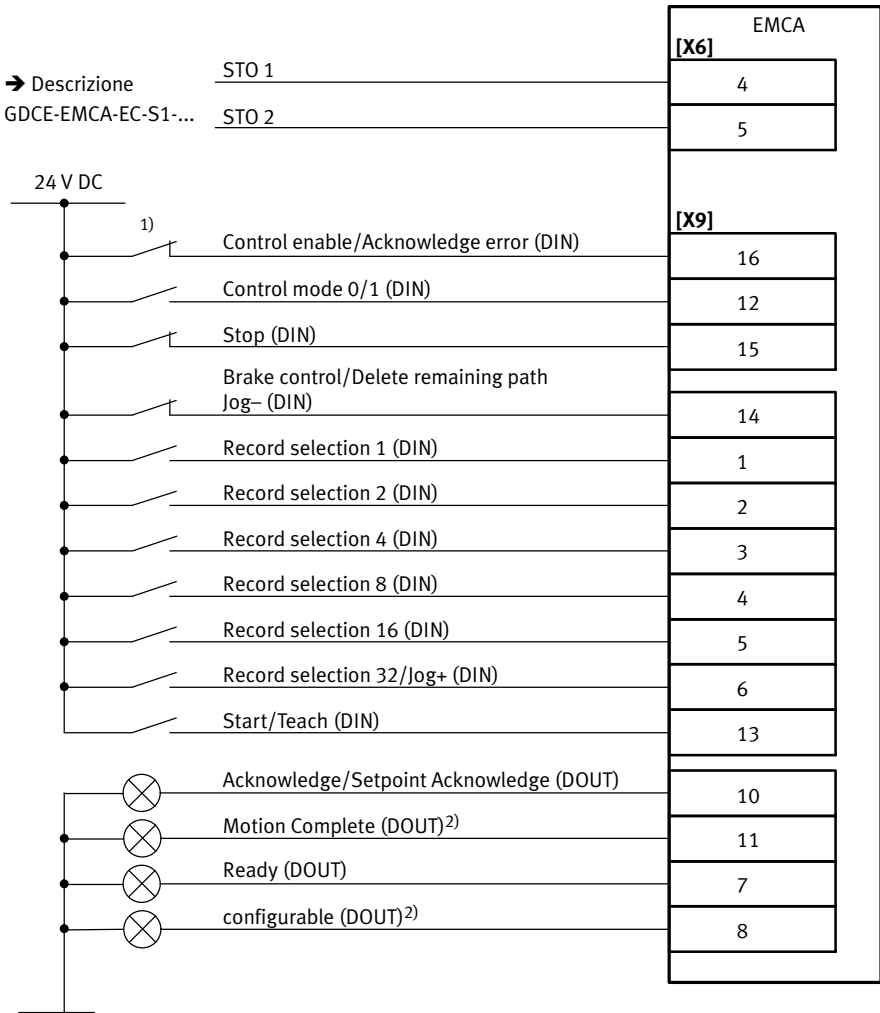 EMCA
[X6]
➔ Descrizione
GDCE-EMCA-EC-S1-...
STO 1
4
STO 2
5
24 V DC
[X9]
1)
Control enable/Acknowledge error (DIN)
16
Control mode 0/1 (DIN)
12
Stop (DIN)
15
Brake control/Delete remaining path
Jog– (DIN)
14
Record selection 1 (DIN)
1
Record selection 2 (DIN)
2
Record selection 4 (DIN)
3
Record selection 8 (DIN)
4
Record selection 16 (DIN)
5
Record selection 32/Jog+ (DIN)
6
Start/Teach (DIN)
13
Acknowledge/Setpoint Acknowledge (DOUT)
10
Motion Complete (DOUT)2)
11
Ready (DOUT)
7
configurable (DOUT)2)
8